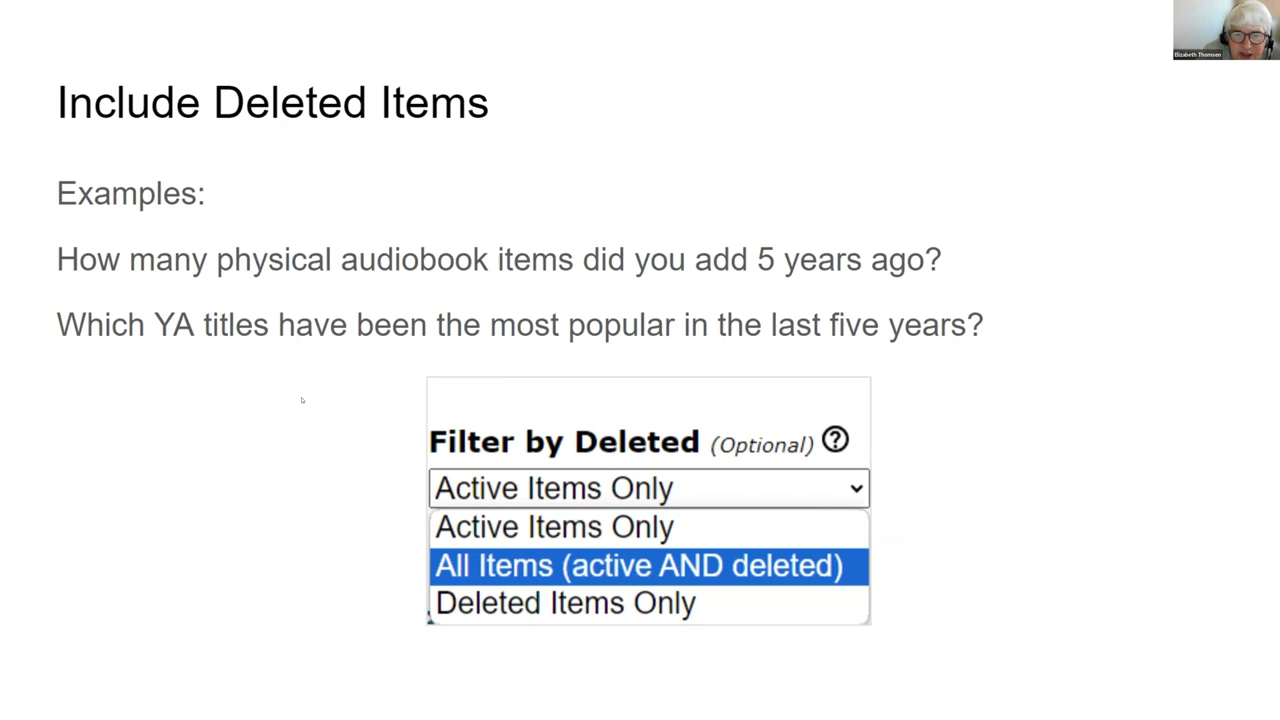 Elizabeth Thomsen
Include Deleted Items
Examples:
How many physical audiobook items did you add 5 years ago?
Which YA titles have been the most popular in the last five years?
Filter by Deleted (Optional) ?
Active Items Only
Active Items Only
All Items (active AND deleted)
Deleted Items Only